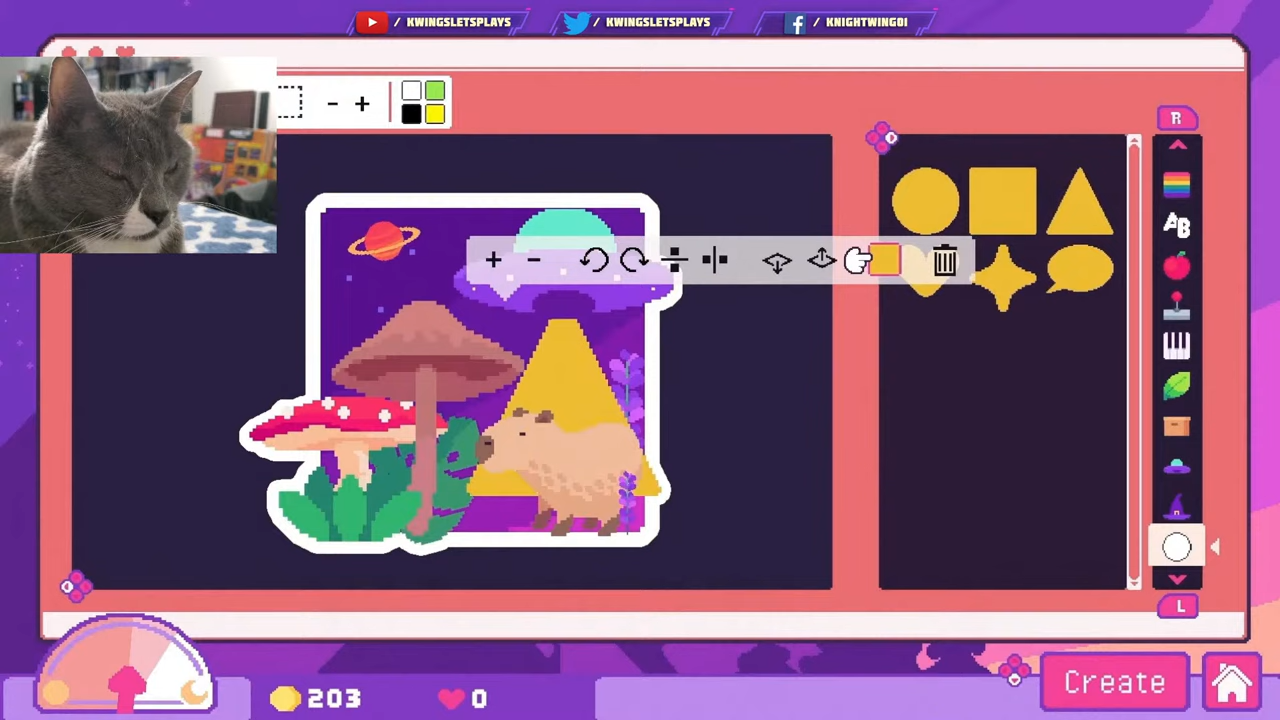 / KWINGSLETSPLAYS
/ KWINGSLETSPLAYS
/ KNIGHTWING01
R
AB
L
203
0
Create